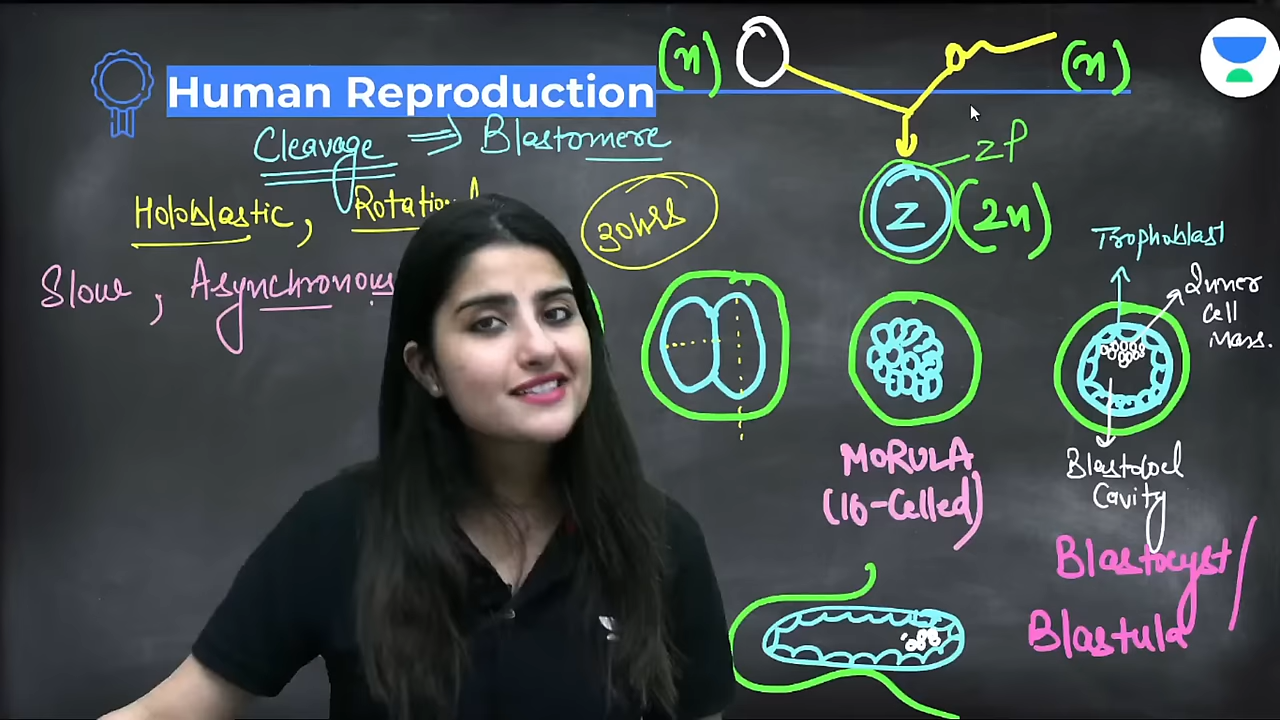 Human Reproduction
(n)
(n)
Cleavage => Blastomere
ZP
Holoblastic, Rotational
30hrs
Z (2n)
Slow, Asynchronous
Trophoblast
Inner
Cell
Mass.
MORULA
(16-Celled)
Blastocoel
Cavity
Blastocyst/
Blastula